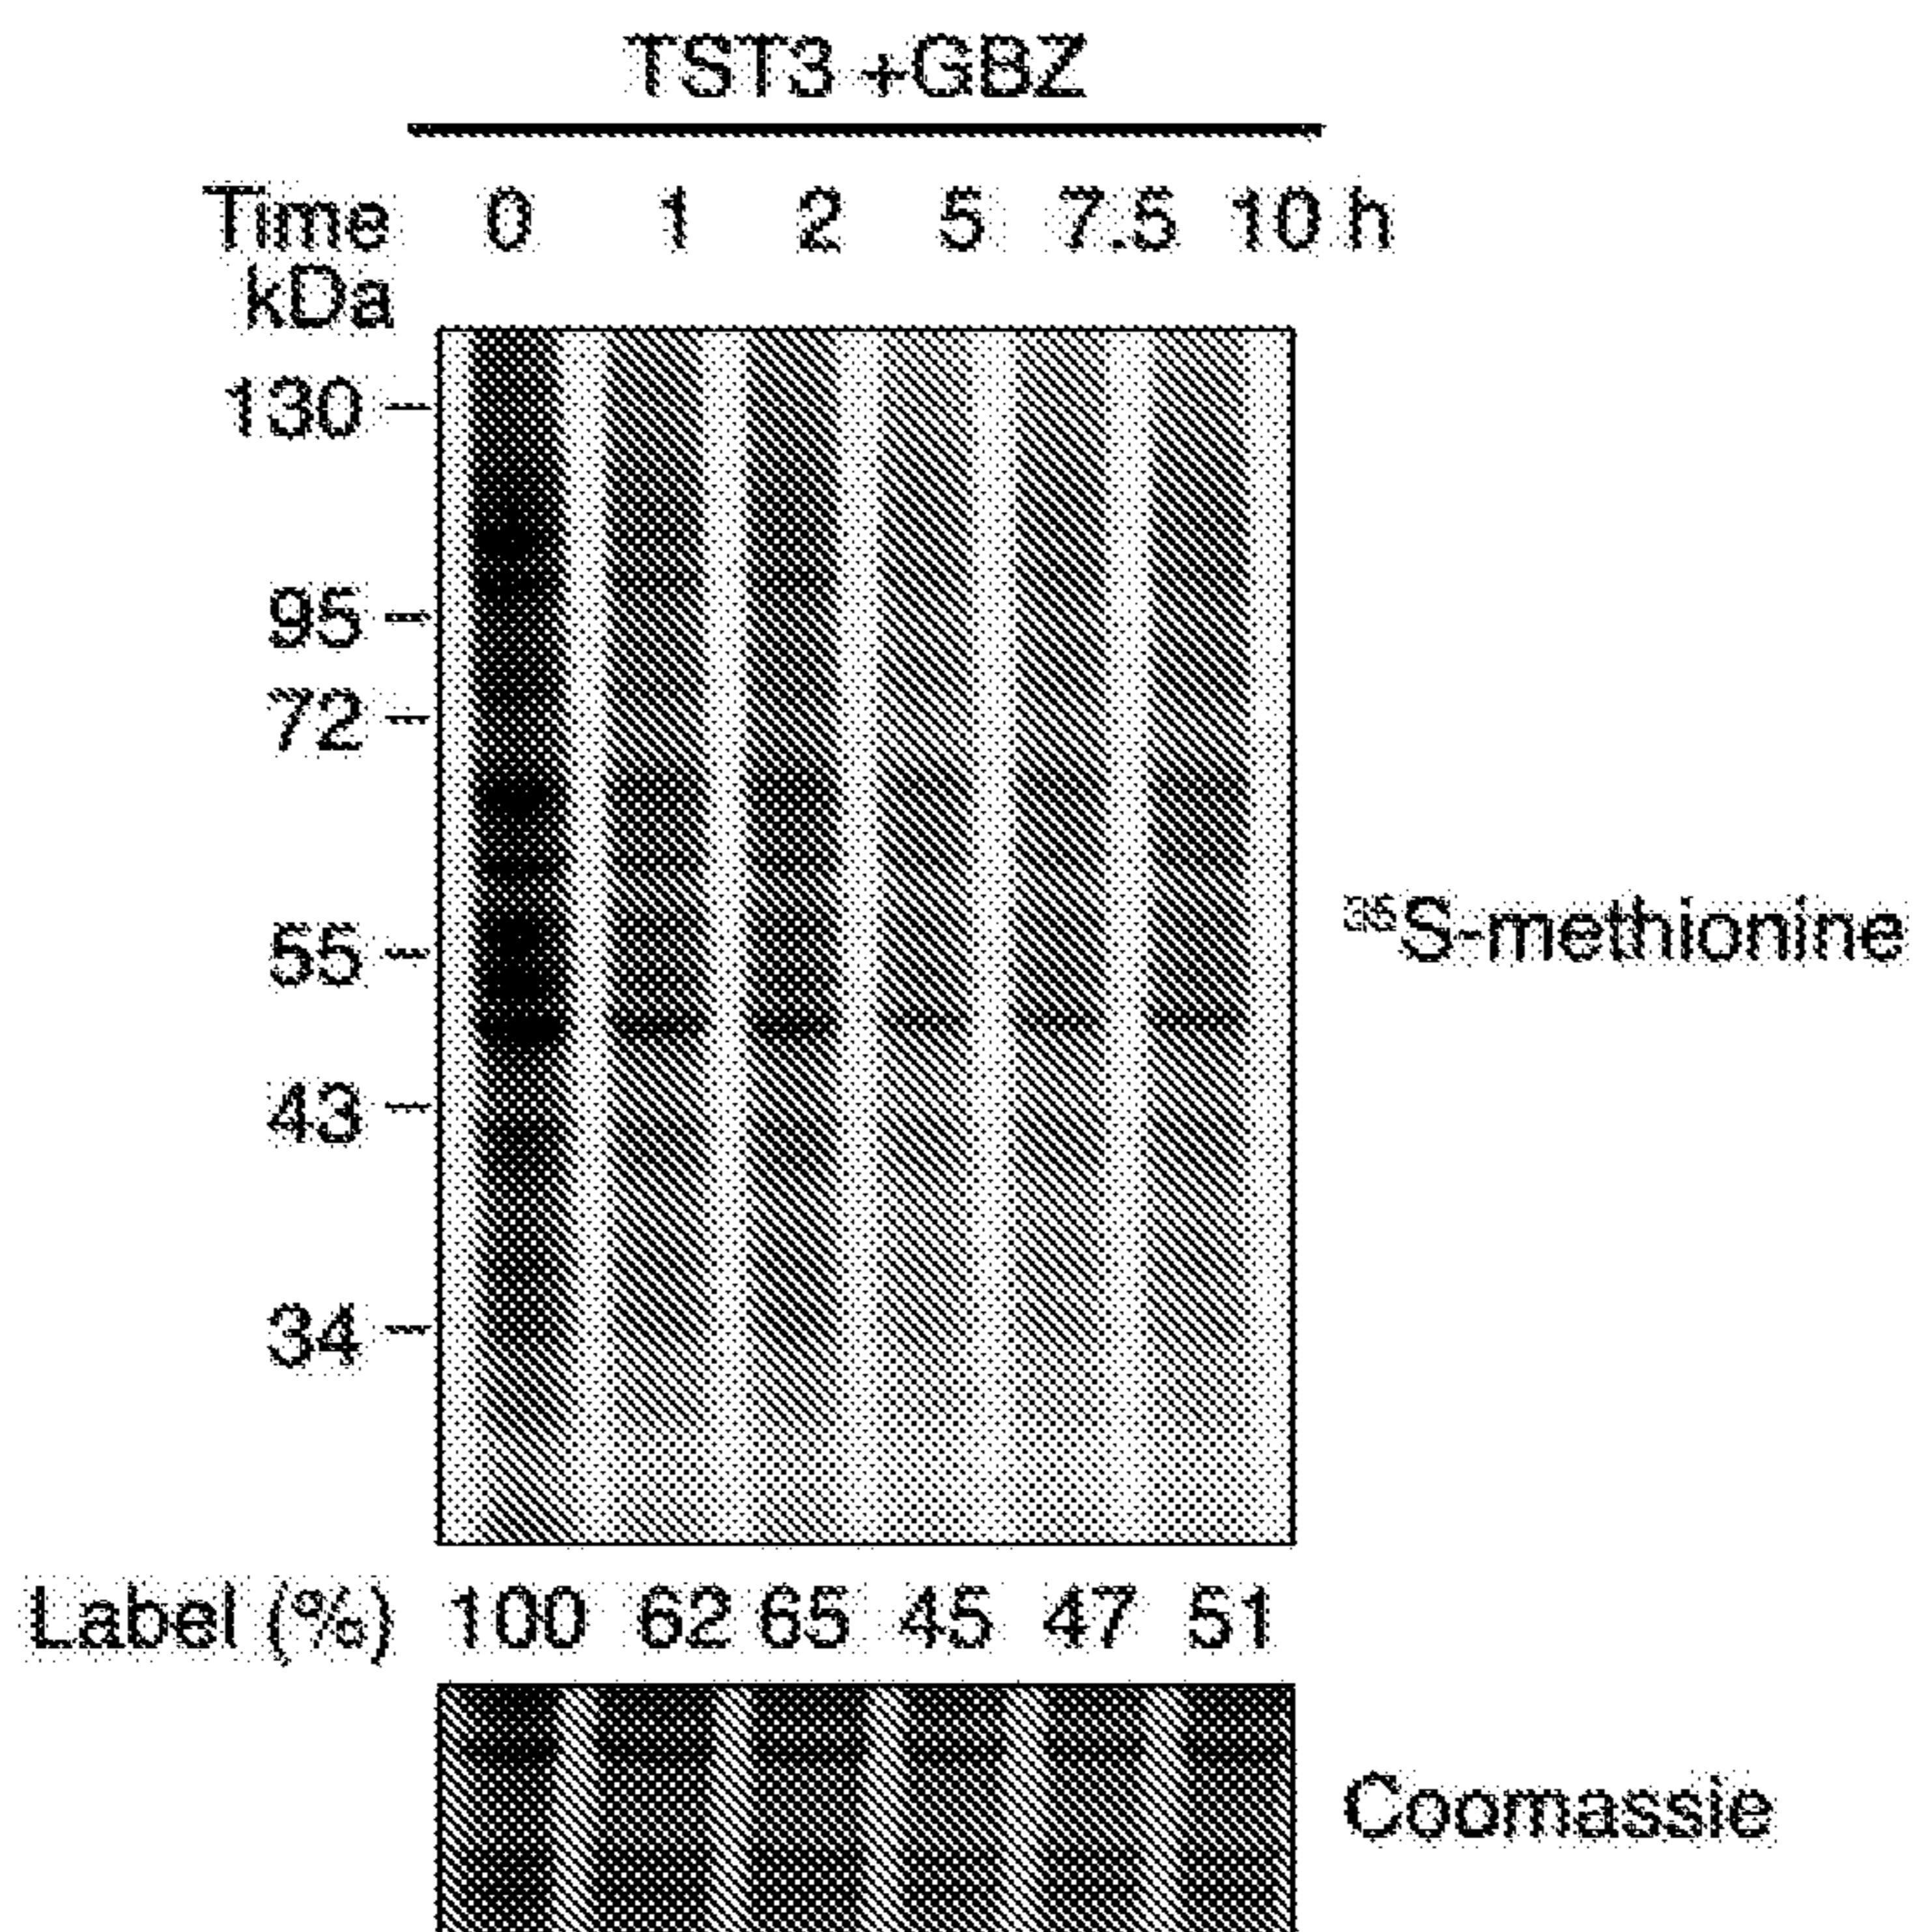 TST3 +GBZ
Time 0 1 2 5 7.5 10 h
kDa
130
95
72
55
35S-methionine
43
34
Label (%) 100 62 65 45 47 51
Coomassie